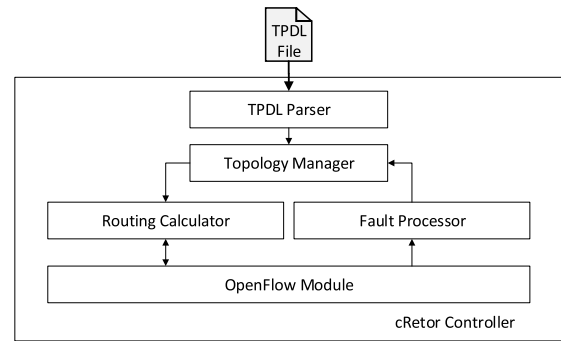 TPDL
File
TPDL Parser
Topology Manager
Routing Calculator
Fault Processor
OpenFlow Module
cRetor Controller